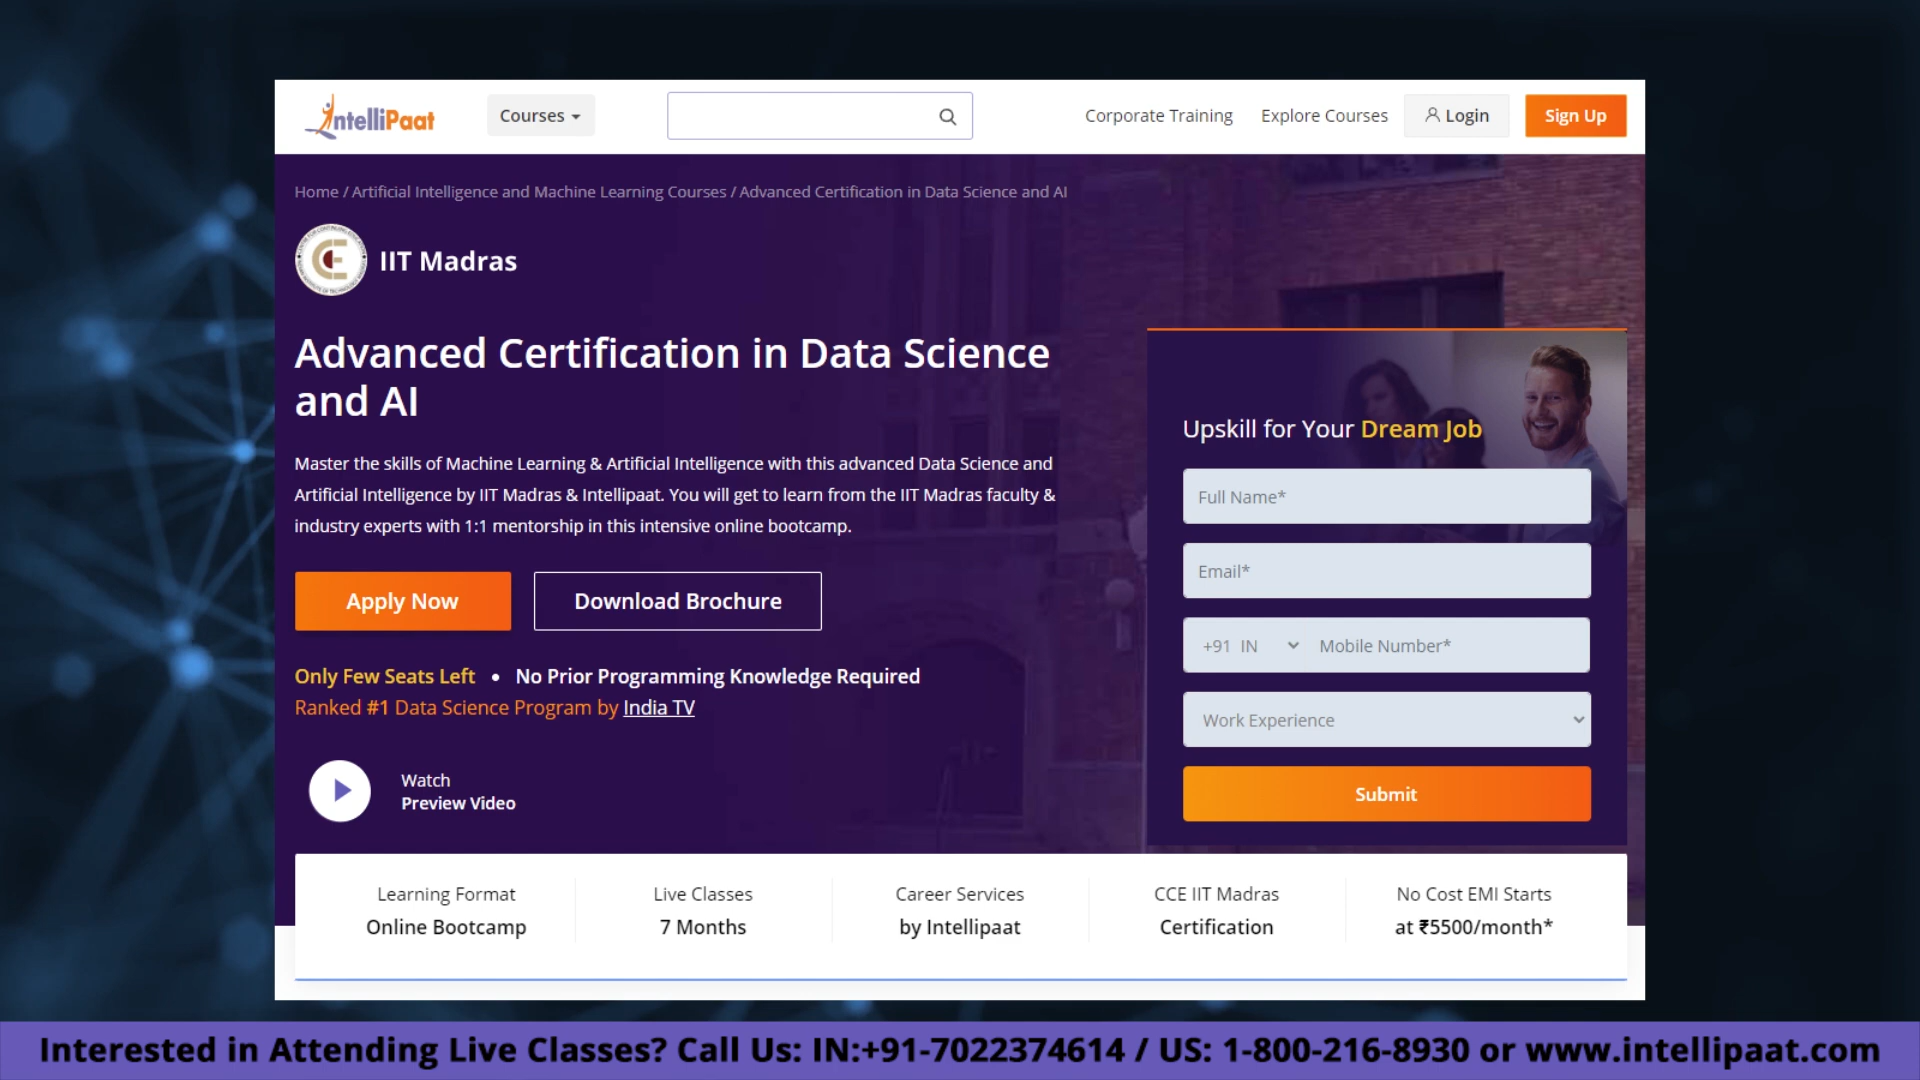 IntelliPaat
Courses
Corporate Training
Explore Courses
Login
Sign Up
Home / Artificial Intelligence and Machine Learning Courses / Advanced Certification in Data Science and AI
IIT Madras
Advanced Certification in Data Science
and AI
Master the skills of Machine Learning & Artificial Intelligence with this advanced Data Science and
Artificial Intelligence by IIT Madras & Intellipaat. You will get to learn from the IIT Madras faculty &
industry experts with 1:1 mentorship in this intensive online bootcamp.
Apply Now
Download Brochure
Only Few Seats Left • No Prior Programming Knowledge Required
Ranked #1 Data Science Program by India TV
Watch
Preview Video
Upskill for Your Dream Job
Full Name*
Email*
+91 IN Mobile Number*
Work Experience
Submit
Learning Format
Online Bootcamp
Live Classes
7 Months
Career Services
by Intellipaat
CCE IIT Madras
Certification
No Cost EMI Starts
at ₹5500/month*
Interested in Attending Live Classes? Call Us: IN:+91-7022374614 / US: 1-800-216-8930 or www.intellipaat.com